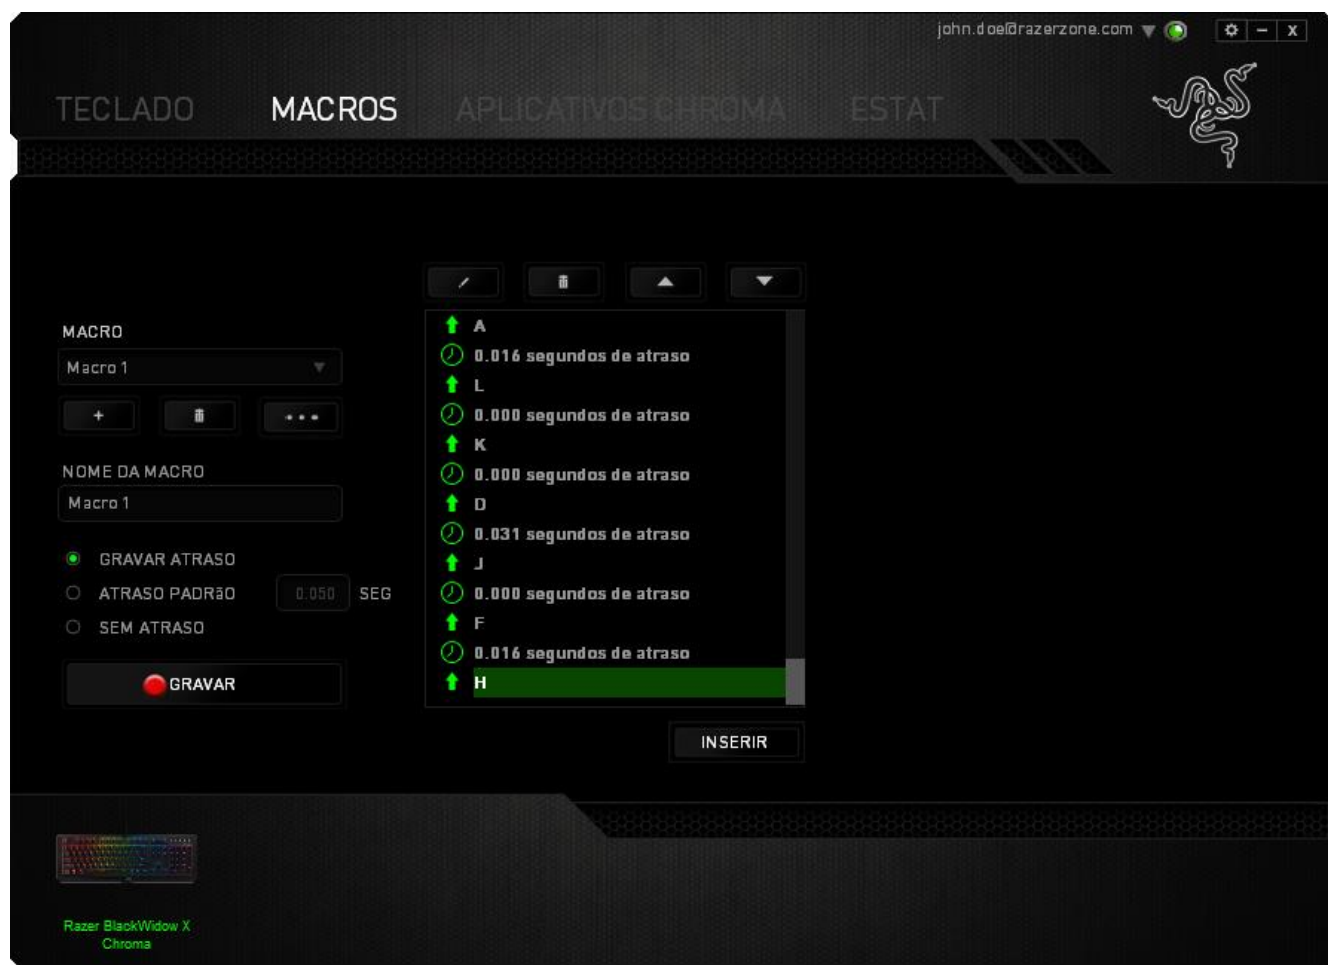 john.doe@razerzone.com
TECLADO MACROS APLICATIVOS CHROMA ESTAT
MACRO
Macro 1
NOME DA MACRO
Macro 1
GRAVAR ATRASO
ATRASO PADRãO 0.050 SEG
SEM ATRASO
GRAVAR
A
0.016 segundos de atraso
L
0.000 segundos de atraso
K
0.000 segundos de atraso
D
0.031 segundos de atraso
J
0.000 segundos de atraso
F
0.016 segundos de atraso
H
INSERIR
Razer BlackWidow X
Chroma